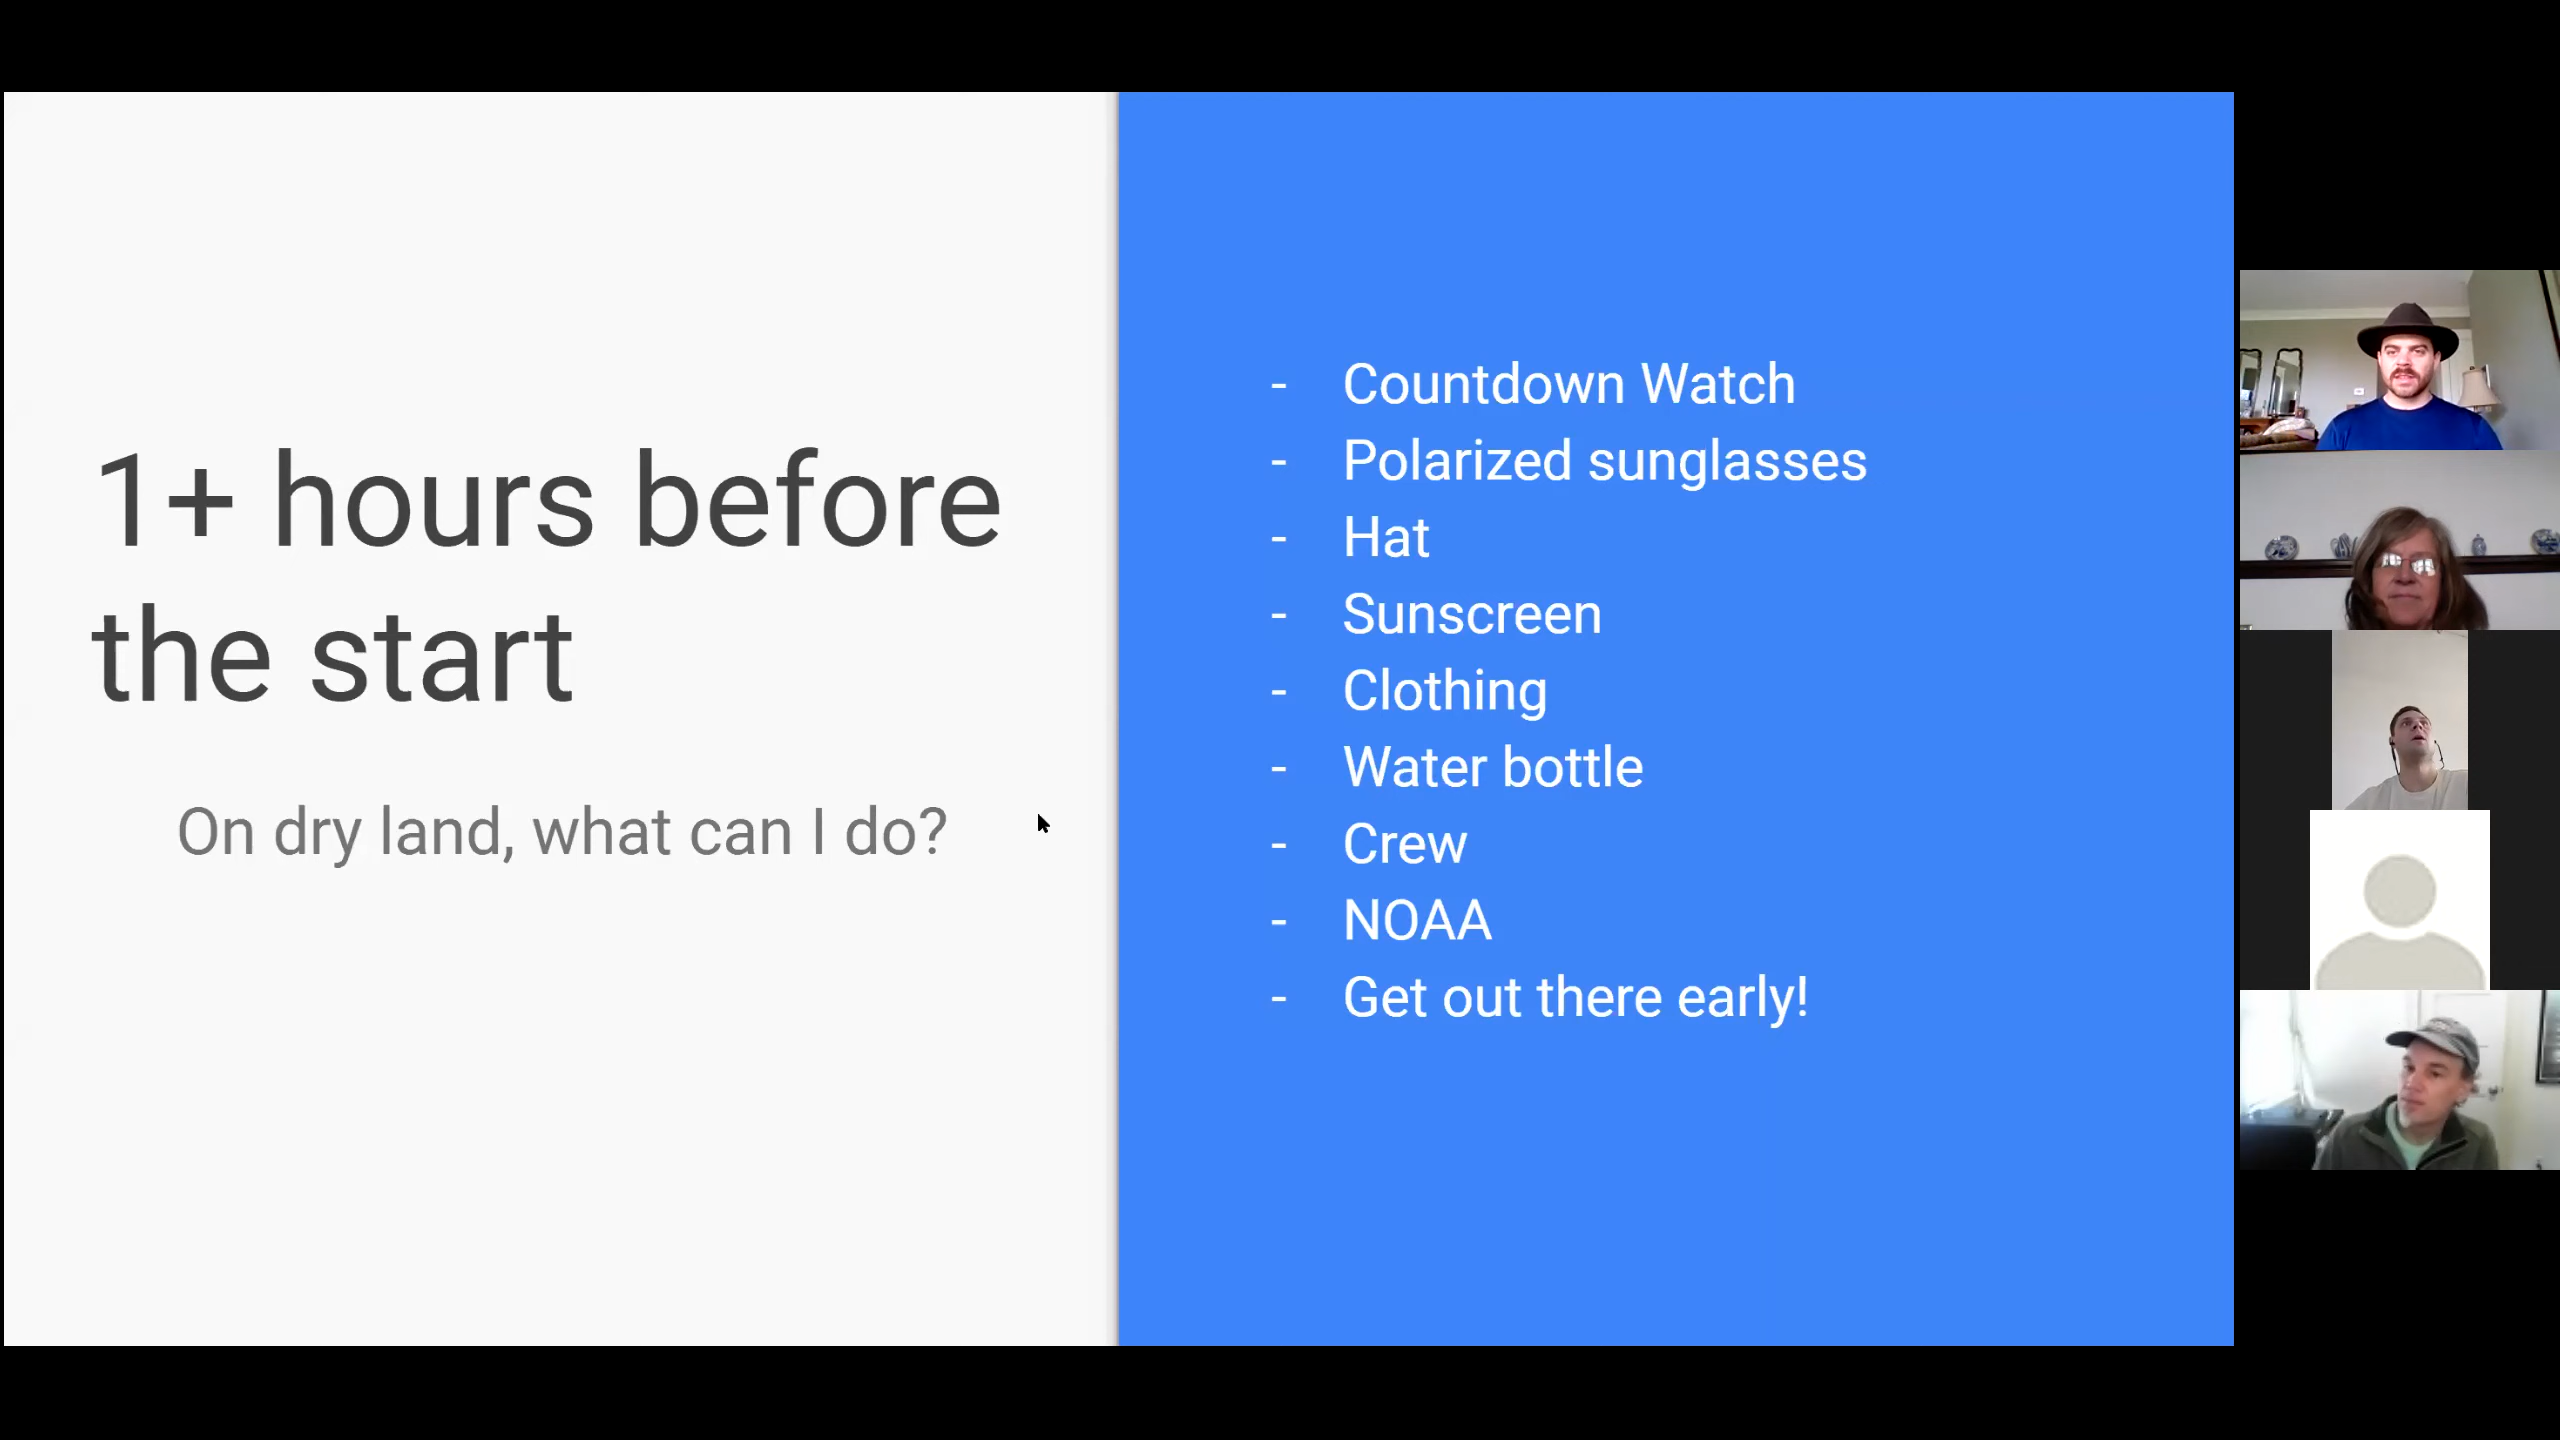 1+ hours before
the start
On dry land, what can I do?
- Countdown Watch
- Polarized sunglasses
- Hat
- Sunscreen
- Clothing
- Water bottle
- Crew
- NOAA
- Get out there early!